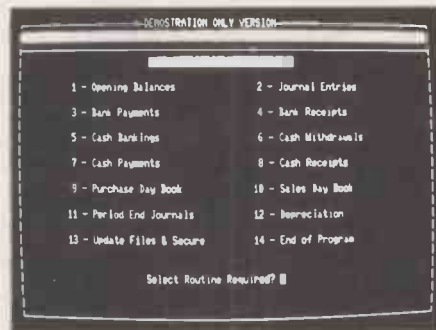 DEMOSTRATION ONLY VERSION
1 - Opening Balances
2 - Journal Entries
3 - Bank Payments
4 - Bank Receipts
5 - Cash Bankings
6 - Cash Withdrawals
7 - Cash Payments
8 - Cash Receipts
9 - Purchase Day Book
10 - Sales Day Book
11 - Period End Journals
12 - Depreciation
13 - Update Files & Secure
14 - End of Program
Select Routine Required?